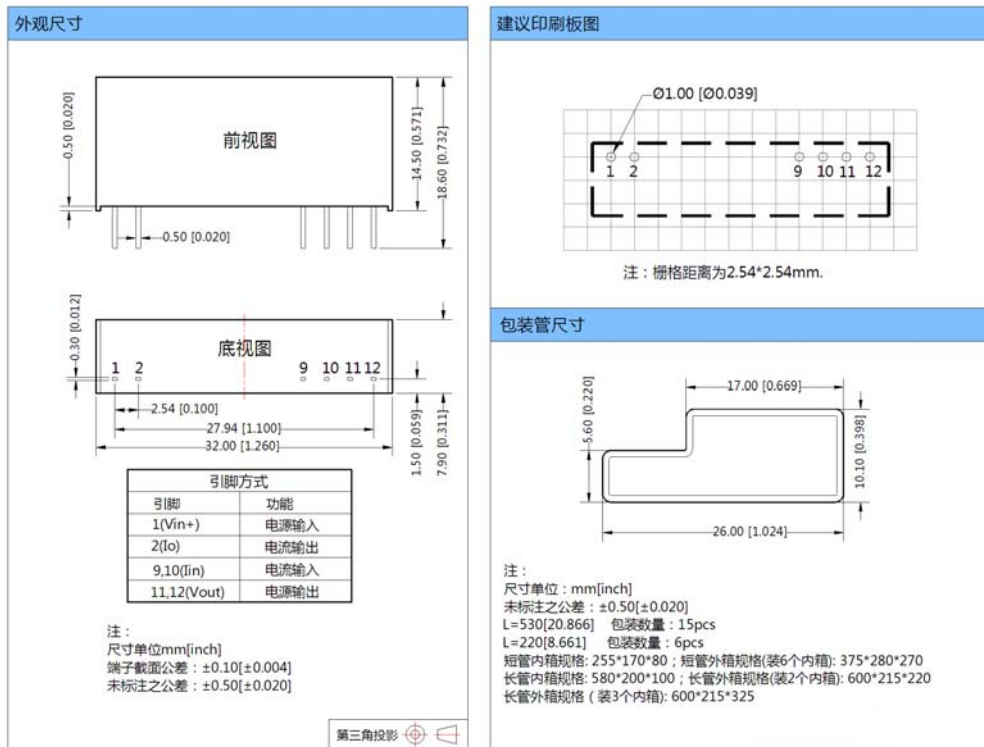 外观尺寸
0.50 [0.020]
前视图
14.50 [0.571]
18.60 [0.732]
0.50 [0.020]
0.30 [0.012]
底视图
1 2 9 10 11 12
2.54 [0.100]
27.94 [1.100]
32.00 [1.260]
1.50 [0.059]
7.90 [0.311]
引脚方式
引脚 功能
1(Vin+) 电源输入
2(Io) 电流输出
9,10(Iin) 电流输入
11,12(Vout) 电源输出
注：
尺寸单位mm[inch]
端子截面公差：±0.10[±0.004]
未标注之公差：±0.50[±0.020]
第三角投影
建议印刷板图
Ø1.00 [Ø0.039]
1 2 9 10 11 12
注：栅格距离为2.54*2.54mm.
包装管尺寸
17.00 [0.669]
5.60 [0.220]
10.10 [0.398]
26.00 [1.024]
注：
尺寸单位：mm[inch]
未标注之公差：±0.50[±0.020]
L=530[20.866] 包装数量：15pcs
L=220[8.661] 包装数量：6pcs
短管内箱规格: 255*170*80；短管外箱规格(装6个内箱): 375*280*270
长管内箱规格: 580*200*100；长管外箱规格(装2个内箱): 600*215*220
长管外箱规格（装3个内箱): 600*215*325